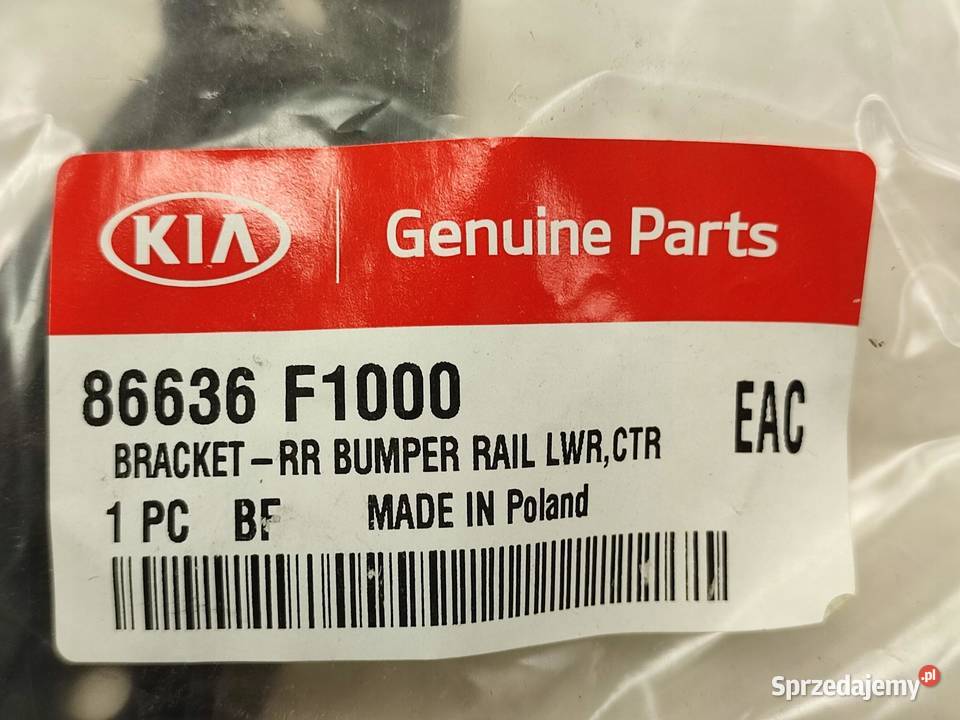 KIA Genuine Parts
86636 F1000
EAC
BRACKET-RR BUMPER RAIL LWR,CTR
1 PC BF MADE IN Poland
Sprzedajemy.pl